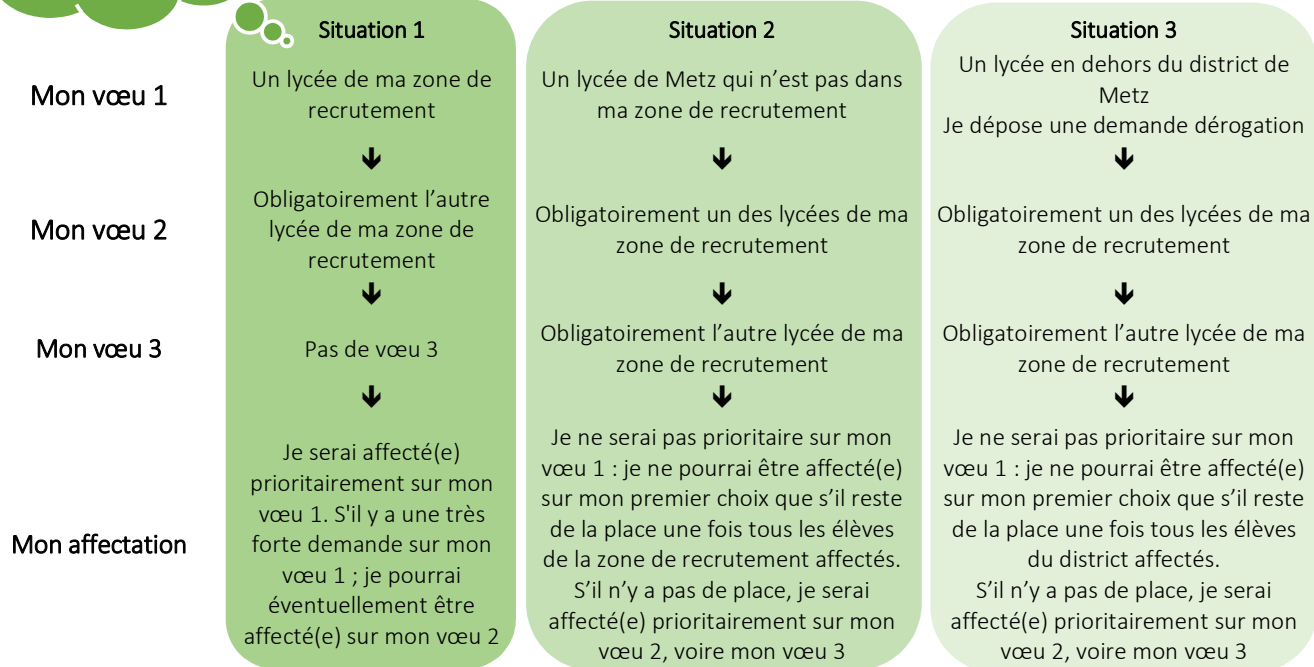 Situation 1
Situation 2
Situation 3
Mon vœu 1
Un lycée de ma zone de
recrutement
Un lycée de Metz qui n’est pas dans
ma zone de recrutement
Un lycée en dehors du district de
Metz
Je dépose une demande dérogation
Mon vœu 2
Obligatoirement l’autre
lycée de ma zone de
recrutement
Obligatoirement un des lycées de ma
zone de recrutement
Obligatoirement un des lycées de ma
zone de recrutement
Mon vœu 3
Pas de vœu 3
Obligatoirement l’autre lycée de ma
zone de recrutement
Obligatoirement l’autre lycée de ma
zone de recrutement
Mon affectation
Je serai affecté(e)
prioritairement sur mon
vœu 1. S'il y a une très
forte demande sur mon
vœu 1 ; je pourrai
éventuellement être
affecté(e) sur mon vœu 2
Je ne serai pas prioritaire sur mon
vœu 1 : je ne pourrai être affecté(e)
sur mon premier choix que s’il reste
de la place une fois tous les élèves
de la zone de recrutement affectés.
S’il n’y a pas de place, je serai
affecté(e) prioritairement sur mon
vœu 2, voire mon vœu 3
Je ne serai pas prioritaire sur mon
vœu 1 : je ne pourrai être affecté(e)
sur mon premier choix que s’il reste
de la place une fois tous les élèves
du district affectés.
S’il n’y a pas de place, je serai
affecté(e) prioritairement sur mon
vœu 2, voire mon vœu 3